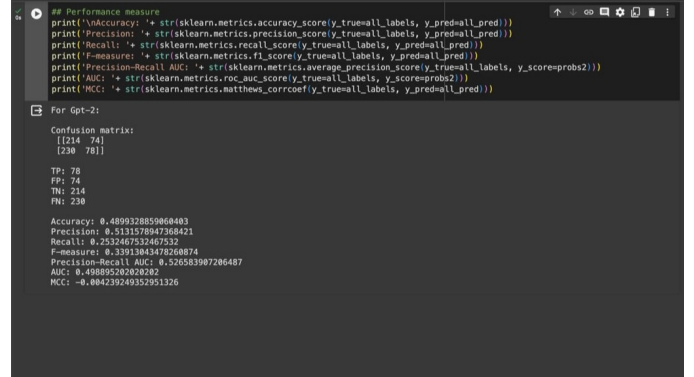 ## Performance measure
print('\nAccuracy: '+ str(sklearn.metrics.accuracy_score(y_true=all_labels, y_pred=all_pred)))
print('Precision: '+ str(sklearn.metrics.precision_score(y_true=all_labels, y_pred=all_pred)))
print('Recall: '+ str(sklearn.metrics.recall_score(y_true=all_labels, y_pred=all_pred)))
print('F-measure: '+ str(sklearn.metrics.f1_score(y_true=all_labels, y_pred=all_pred)))
print('Precision-Recall AUC: '+ str(sklearn.metrics.average_precision_score(y_true=all_labels, y_score=probs2)))
print('AUC: '+ str(sklearn.metrics.roc_auc_score(y_true=all_labels, y_score=probs2)))
print('MCC: '+ str(sklearn.metrics.matthews_corrcoef(y_true=all_labels, y_pred=all_pred)))
0s
For Gpt-2:
Confusion matrix:
[[214 74]
[230 78]]
TP: 78
FP: 74
TN: 214
FN: 230
Accuracy: 0.4899328859060403
Precision: 0.5131578947368421
Recall: 0.2532467532467532
F-measure: 0.33913043478260874
Precision-Recall AUC: 0.526583907206487
AUC: 0.498895202020202
MCC: -0.004239249352951326